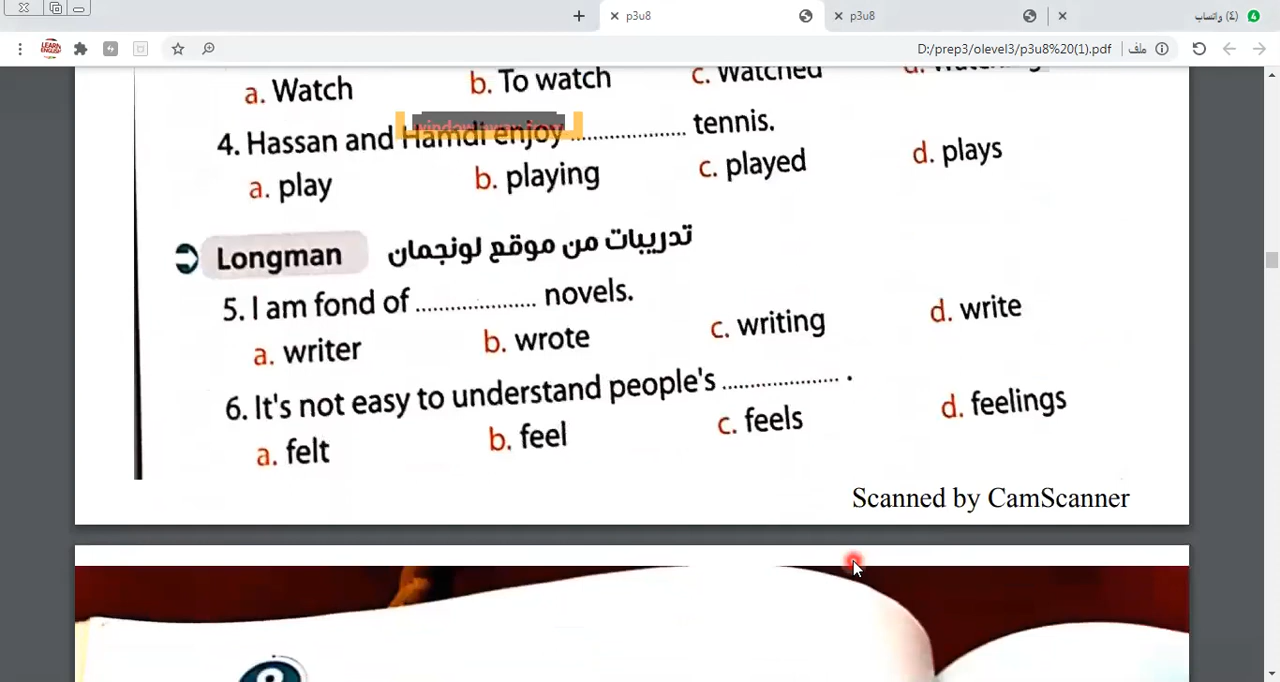 p3u8
p3u8
واتساب (٤)
D:/prep3/olevel3/p3u8%20(1).pdf
ملف
a. Watch b. To watch c. Watched
4. Hassan and Hamdi enjoy .................... tennis.
a. play b. playing c. played d. plays
Longman تدريبات من موقع لونجمان
5. I am fond of .................... novels.
a. writer b. wrote c. writing d. write
6. It's not easy to understand people's .................... .
a. felt b. feel c. feels d. feelings
Scanned by CamScanner